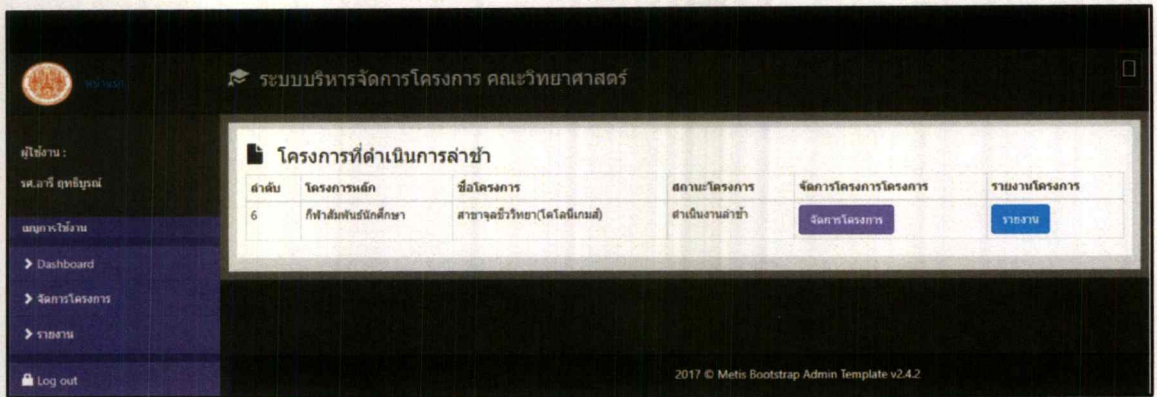 หน้าแรก
ระบบบริหารจัดการโครงการ คณะวิทยาศาสตร์
ผู้ใช้งาน :
รศ.อารี ฤทธิบูรณ์
เมนูการใช้งาน
Dashboard
จัดการโครงการ
รายงาน
Log out
โครงการที่ดำเนินการล่าช้า
ลำดับ โครงการหลัก ชื่อโครงการ สถานะโครงการ จัดการโครงการโครงการ รายงานโครงการ
6 กีฬาสัมพันธ์นักศึกษา สาขาจุลชีววิทยา(โคโลนีเกมส์) ดำเนินงานล่าช้า จัดการโครงการ รายงาน
2017 © Metis Bootstrap Admin Template v2.4.2